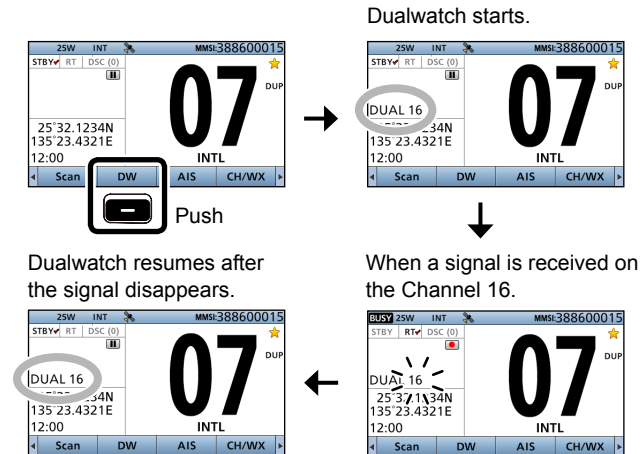 25W INT MMSI:388600015
STBY RT DSC (0)
07
DUP
25°32.1234N
135°23.4321E
12:00
INTL
Scan DW AIS CH/WX
Push
Dualwatch starts.
25W INT MMSI:388600015
STBY RT DSC (0)
07
DUP
DUAL 16
34N
135°23.4321E
12:00
INTL
Scan DW AIS CH/WX
When a signal is received on
the Channel 16.
BUSY 25W INT MMSI:388600015
STBY RT DSC (0)
07
DUP
DUAL 16
34N
135°23.4321E
12:00
INTL
Scan DW AIS CH/WX
Dualwatch resumes after
the signal disappears.
25W INT MMSI:388600015
STBY RT DSC (0)
07
DUP
DUAL 16
34N
135°23.4321E
12:00
INTL
Scan DW AIS CH/WX